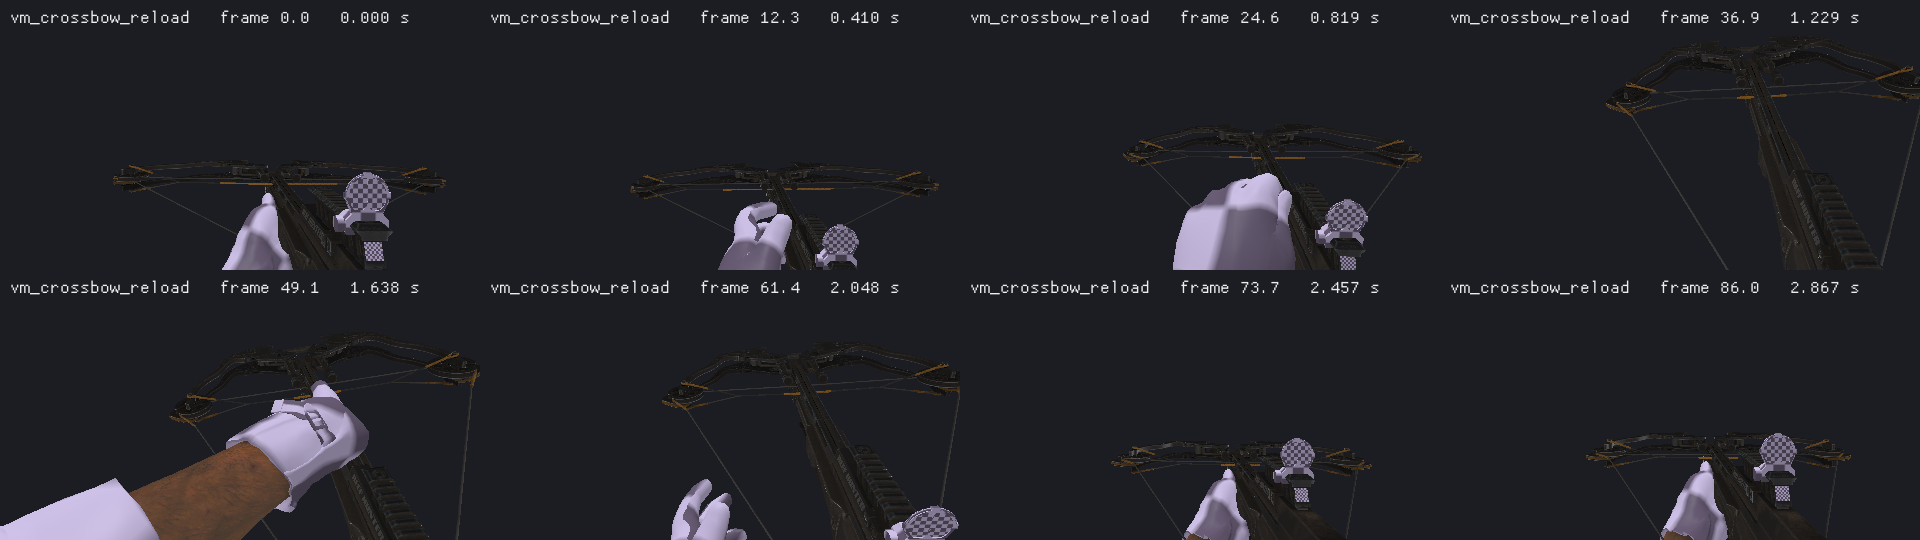 vm_crossbow_reload frame 0.0 0.000 s
vm_crossbow_reload frame 12.3 0.410 s
vm_crossbow_reload frame 24.6 0.819 s
vm_crossbow_reload frame 36.9 1.229 s
vm_crossbow_reload frame 49.1 1.638 s
vm_crossbow_reload frame 61.4 2.048 s
vm_crossbow_reload frame 73.7 2.457 s
vm_crossbow_reload frame 86.0 2.867 s